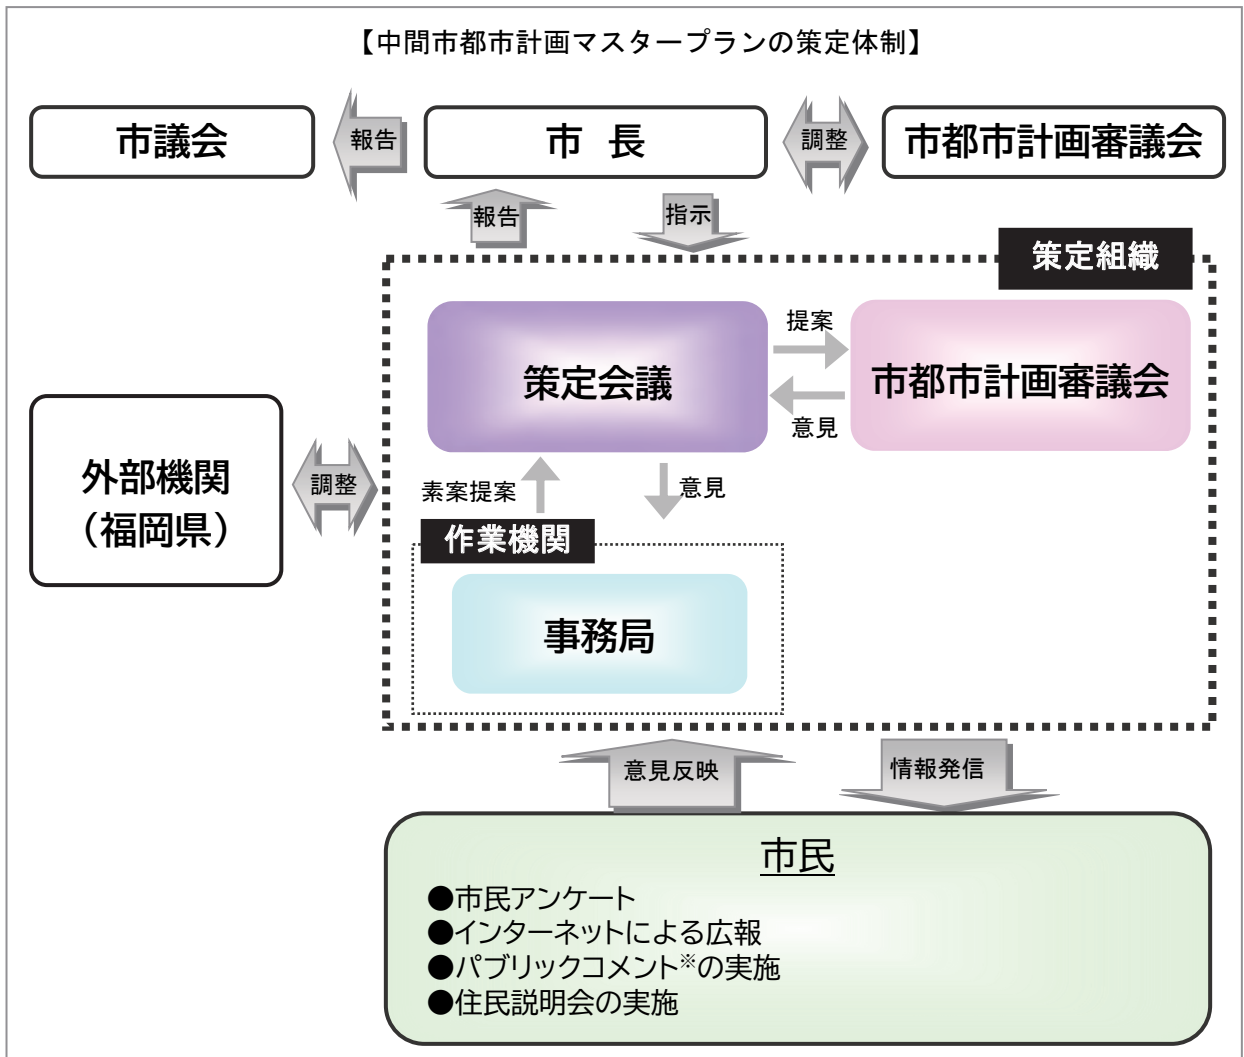 【中間市都市計画マスタープランの策定体制】
市議会
報告
市 長
調整
市都市計画審議会
報告
指示
策定組織
策定会議
提案
意見
市都市計画審議会
外部機関
（福岡県）
調整
素案提案
意見
作業機関
事務局
意見反映
情報発信
市民
●市民アンケート
●インターネットによる広報
●パブリックコメント※の実施
●住民説明会の実施